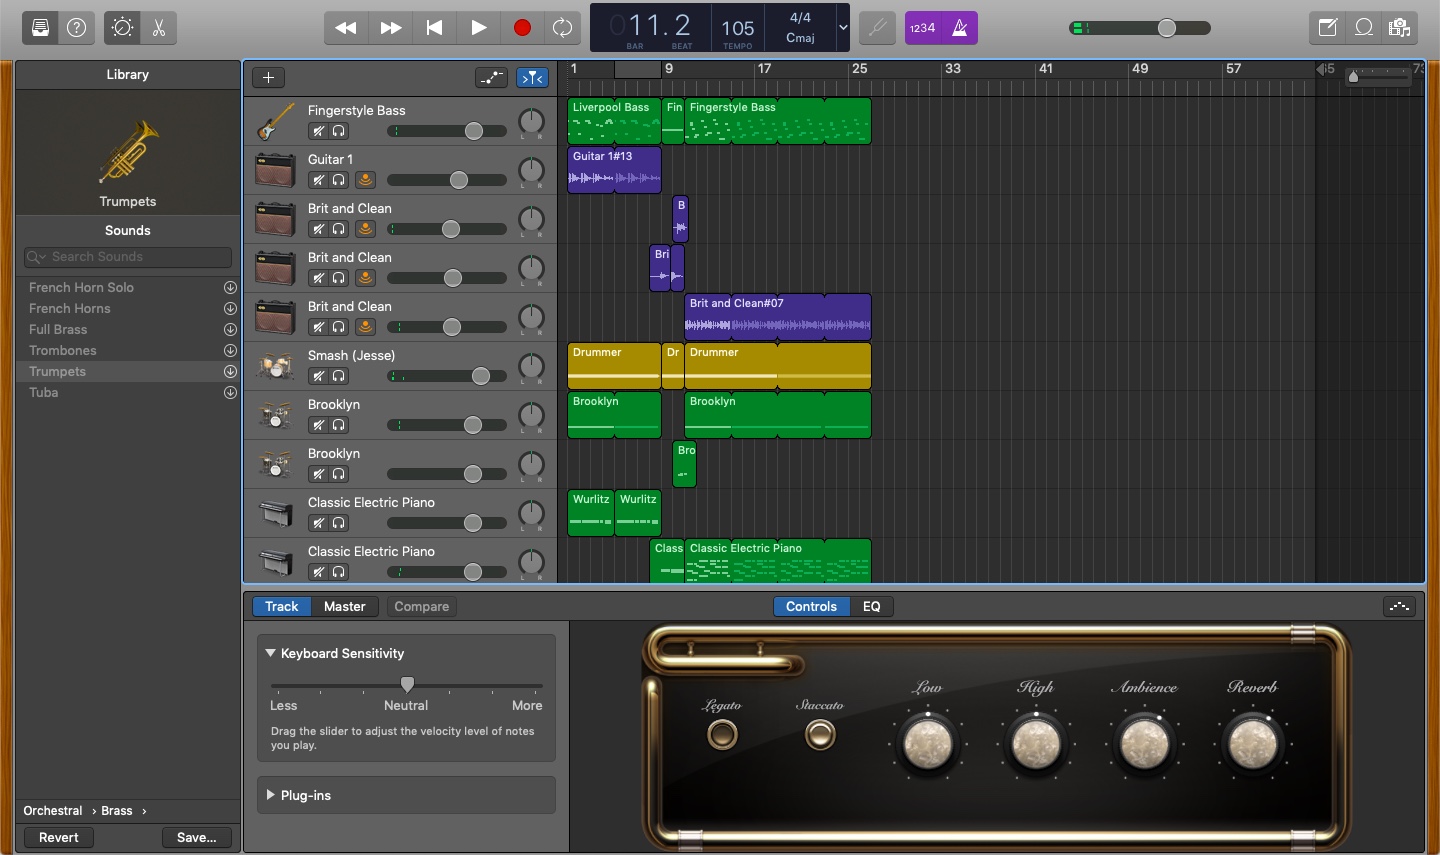 011.2
BAR
BEAT
105
TEMPO
4/4
Cmaj
1234
Library
Trumpets
Sounds
Search Sounds
French Horn Solo
French Horns
Full Brass
Trombones
Trumpets
Tuba
Orchestral
Brass
Revert
Save...
1
9
17
25
33
41
49
57
Fingerstyle Bass
L R
Liverpool Bass
Fin
Fingerstyle Bass
Guitar 1
L R
Guitar 1#13
Brit and Clean
L R
B
Brit and Clean
L R
Bri
Brit and Clean
L R
Brit and Clean#07
Smash (Jesse)
L R
Drummer
Dr
Drummer
Brooklyn
L R
Brooklyn
Brooklyn
Brooklyn
L R
Bro
Classic Electric Piano
L R
Wurlitz
Wurlitz
Classic Electric Piano
L R
Class
Classic Electric Piano
Track
Master
Compare
Controls
EQ
Keyboard Sensitivity
Less
Neutral
More
Drag the slider to adjust the velocity level of notes
you play.
Plug-ins
Legato
Staccato
Low
High
Ambience
Reverb